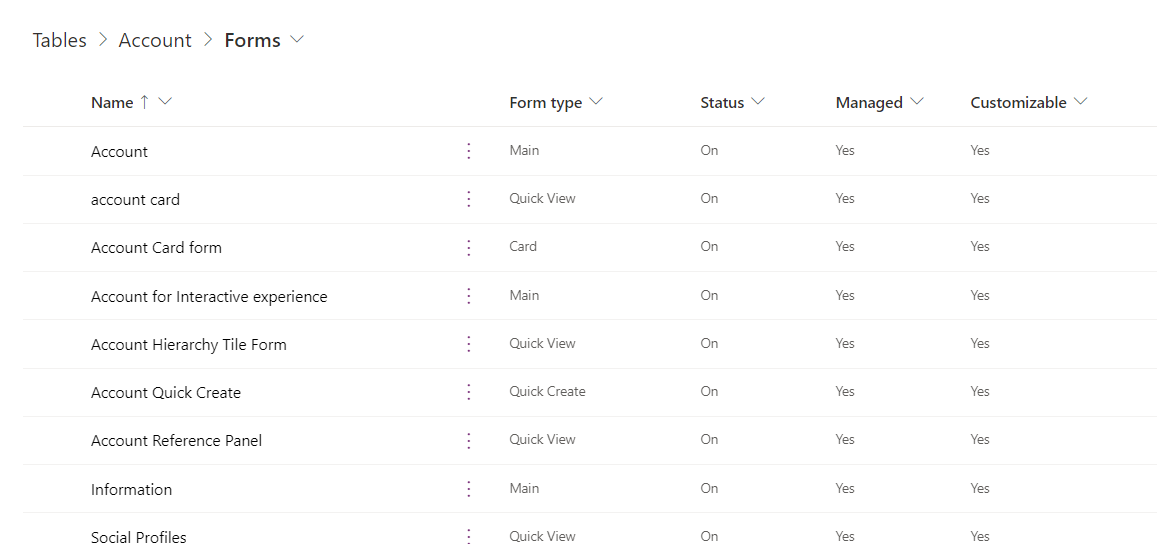 Tables > Account > Forms
Name ↑ Form type Status Managed Customizable
Account Main On Yes Yes
account card Quick View On Yes Yes
Account Card form Card On Yes Yes
Account for Interactive experience Main On Yes Yes
Account Hierarchy Tile Form Quick View On Yes Yes
Account Quick Create Quick Create On Yes Yes
Account Reference Panel Quick View On Yes Yes
Information Main On Yes Yes
Social Profiles Quick View On Yes Yes